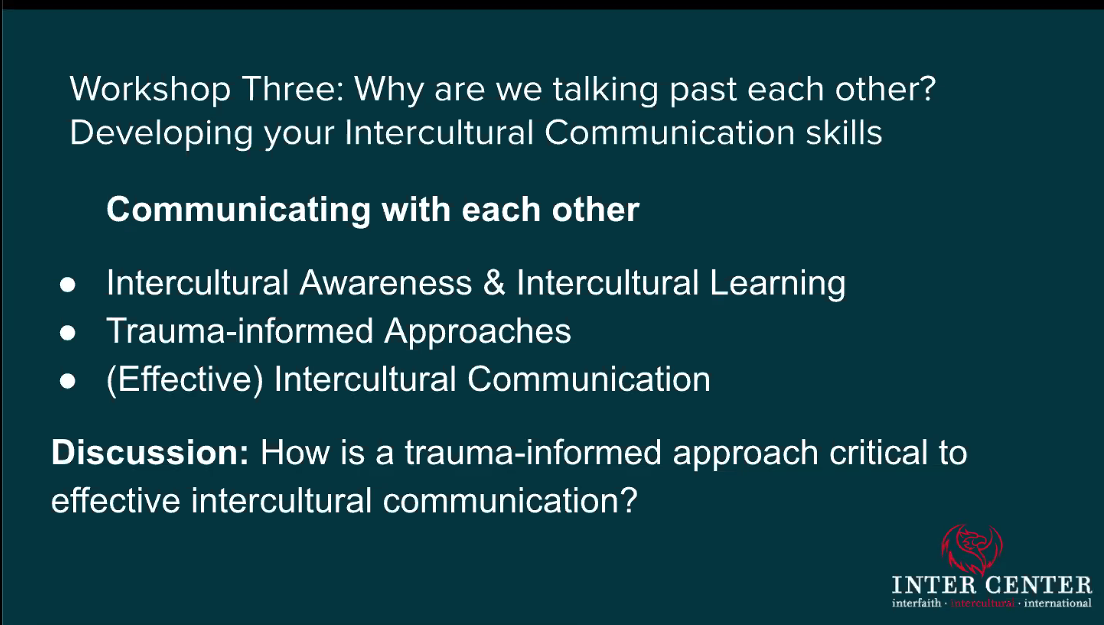 Workshop Three: Why are we talking past each other?
Developing your Intercultural Communication skills
Communicating with each other
● Intercultural Awareness & Intercultural Learning
● Trauma-informed Approaches
● (Effective) Intercultural Communication
Discussion: How is a trauma-informed approach critical to
effective intercultural communication?
INTER CENTER
interfaith · intercultural · international